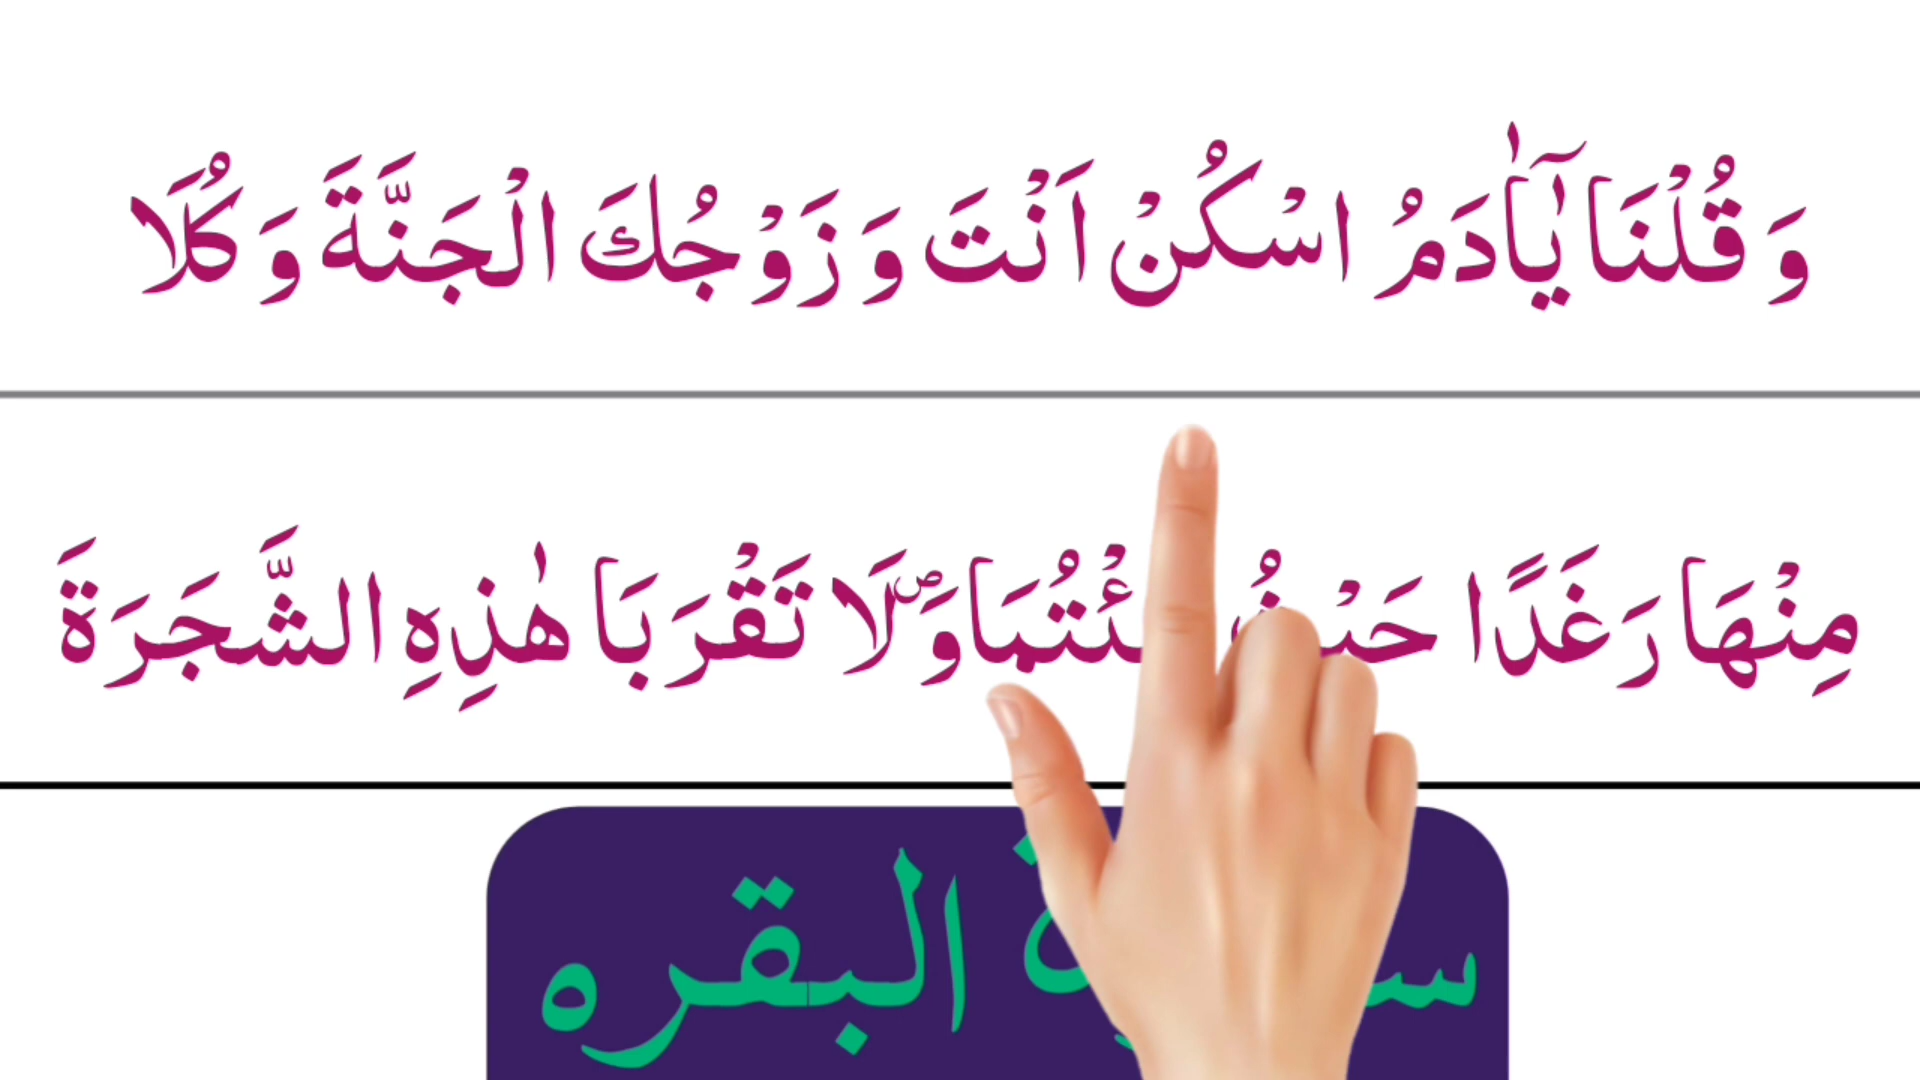 وَ قُلْنَا يٰۤاٰدَمُ اسْكُنْ اَنْتَ وَ زَوْجُكَ الْجَنَّةَ وَ كُلَا
مِنْهَا رَغَدًا ئْتُمَا۪ وَ لَا تَقْرَبَا هٰذِهِ الشَّجَرَةَ
البقره